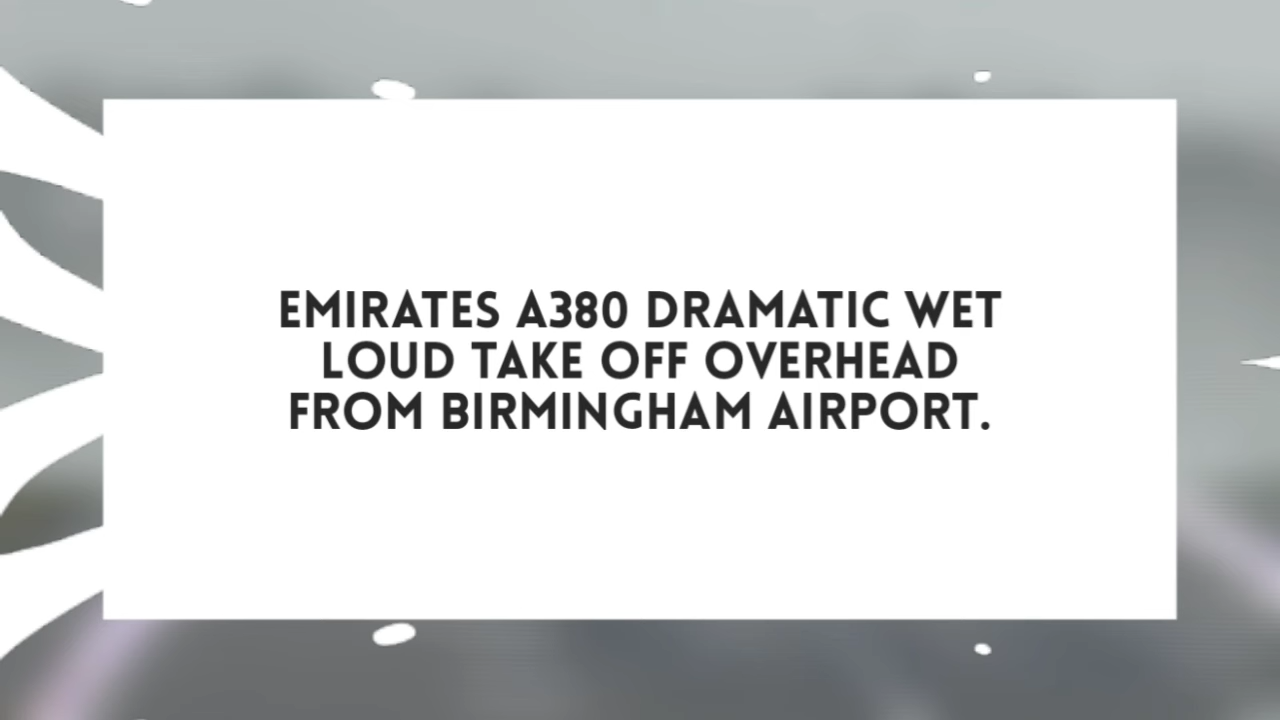 EMIRATES A380 DRAMATIC WET
LOUD TAKE OFF OVERHEAD
FROM BIRMINGHAM AIRPORT.